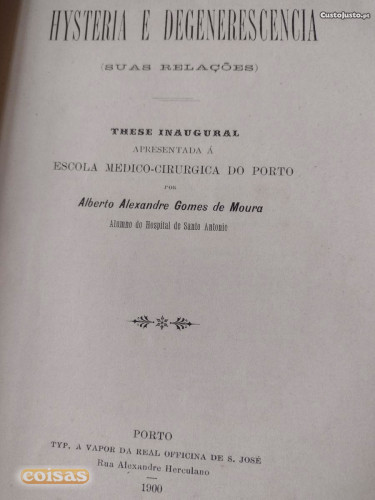 CustoJusto.pt
HYSTERIA E DEGENERESCENCIA
(SUAS RELAÇÕES)
THESE INAUGURAL
APRESENTADA Á
ESCOLA MEDICO-CIRURGICA DO PORTO
POR
Alberto Alexandre Gomes de Moura
Alumno do Hospital de Santo Antonio
PORTO
TYP. A VAPOR DA REAL OFFICINA DE S. JOSÉ
Rua Alexandre Herculano
1900
coisas